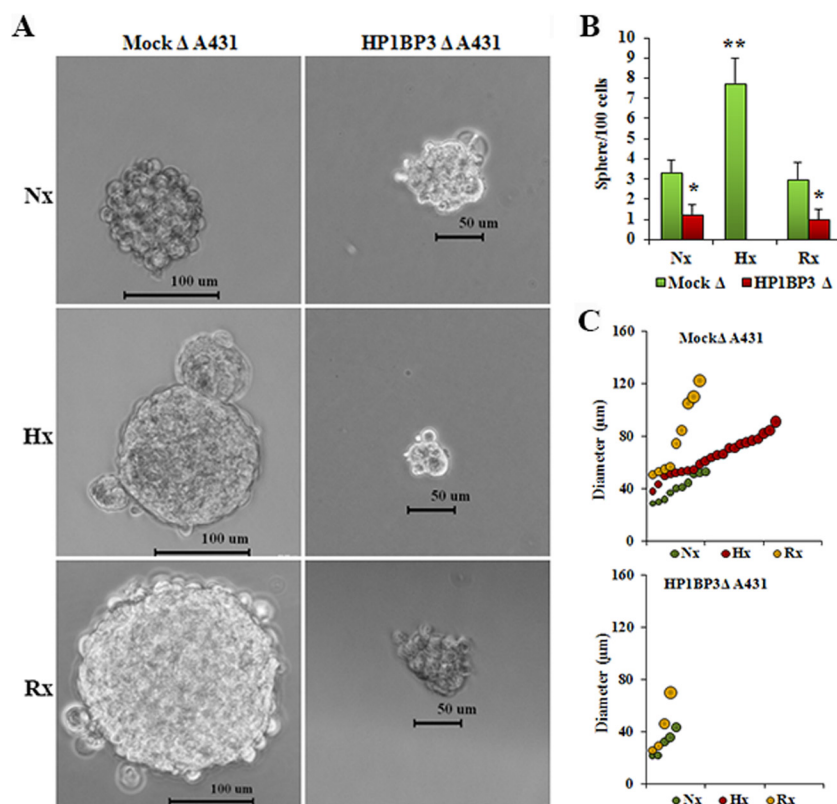 A
Mock Δ A431
HP1BP3 Δ A431
Nx
100 um
50 um
Hx
100 um
50 um
Rx
100 um
50 um
B
Sphere/100 cells
10
9
8
7
6
5
4
3
2
1
0
*
**
*
Nx Hx Rx
Mock Δ HP1BP3 Δ
C
MockΔ A431
Diameter (μm)
160
120
80
40
0
Nx Hx Rx
HP1BP3Δ A431
Diameter (μm)
160
120
80
40
0
Nx Hx Rx